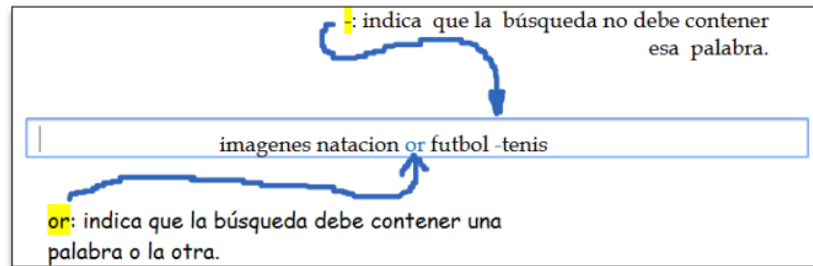 -: indica que la búsqueda no debe contener
esa palabra.
imagenes natacion or futbol -tenis
or: indica que la búsqueda debe contener una
palabra o la otra.